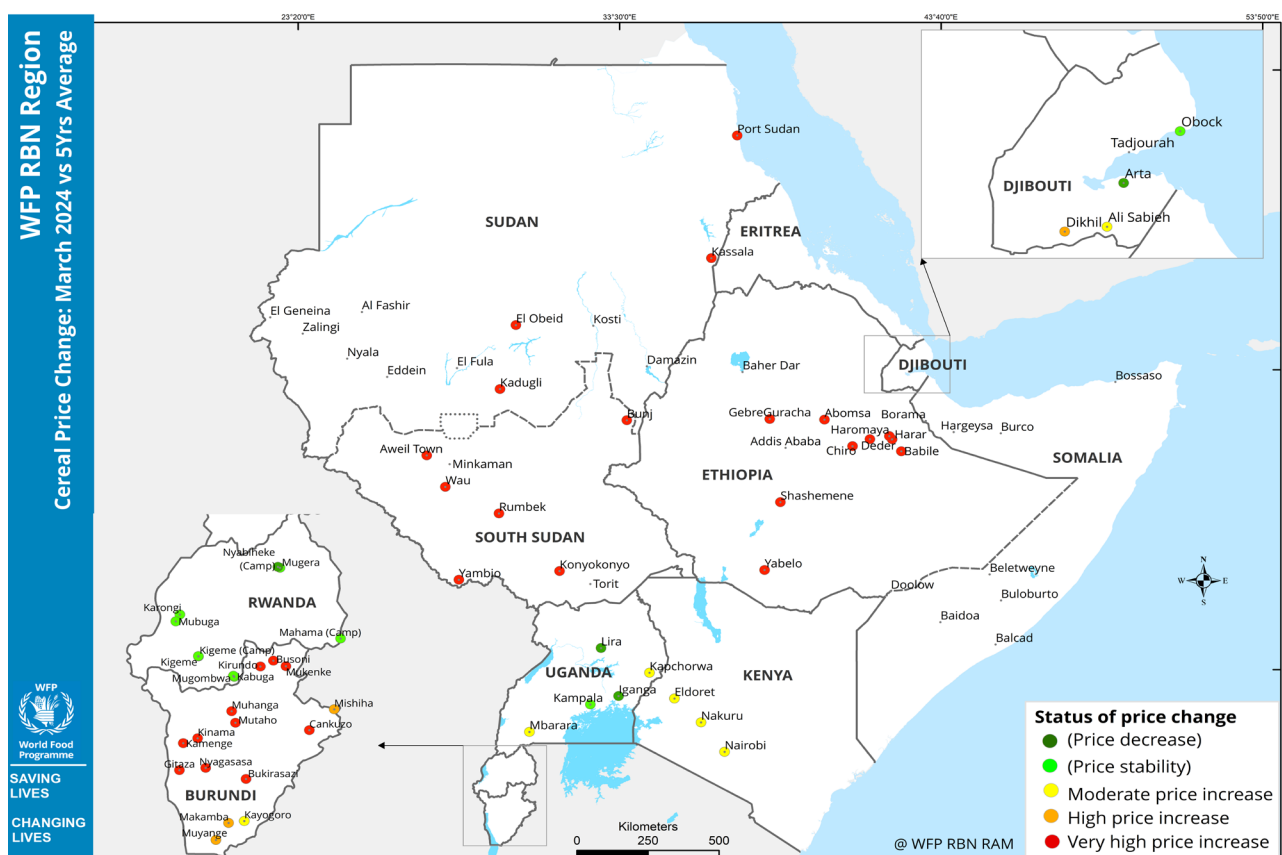 WFP RBN Region
Cereal Price Change: March 2024 vs 5Yrs Average
23°20'0"E
33°30'0"E
43°40'0"E
53°50'0"E
Port Sudan
SUDAN
ERITREA
Kassala
El Geneina
Al Fashir
Zalingi
El Obeid
Kosti
Nyala
El Fula
Eddein
Kadugli
Damazin
Baher Dar
Bunj
Obock
Tadjourah
Arta
DJIBOUTI
Dikhil
Ali Sabieh
DJIBOUTI
Bossaso
GebreGuracha
Abomsa
Borama
Haromaya
Harar
Hargeysa
Burco
Addis Ababa
Chiro
Deder
Babile
SOMALIA
ETHIOPIA
Shashemene
Yabelo
Aweil Town
Minkaman
Wau
Rumbek
SOUTH SUDAN
Yambio
Konyokonyo
Torit
Doolow
Beletweyne
Buloburto
Baidoa
Balcad
Lira
UGANDA
Kapchorwa
KENYA
Kampala
Iganga
Eldoret
Mbarara
Nakuru
Nairobi
Nyabiheke
(Camp)
Mugera
Karongi
RWANDA
Mubuga
Mahama (Camp)
Kigeme (Camp)
Kigeme
Kirundo
Busoni
Mugombwa
Kabuga
Mukenke
Muhanga
Mishiha
Mutaho
Cankuzo
Kinama
Kamenge
Gitaza
Nyagasasa
Bukirasazi
BURUNDI
Makamba
Kayogoro
Muyange
N
W
E
S
WFP
World Food
Programme
SAVING
LIVES
CHANGING
LIVES
Kilometers
0
250
500
@ WFP RBN RAM
Status of price change
(Price decrease)
(Price stability)
Moderate price increase
High price increase
Very high price increase